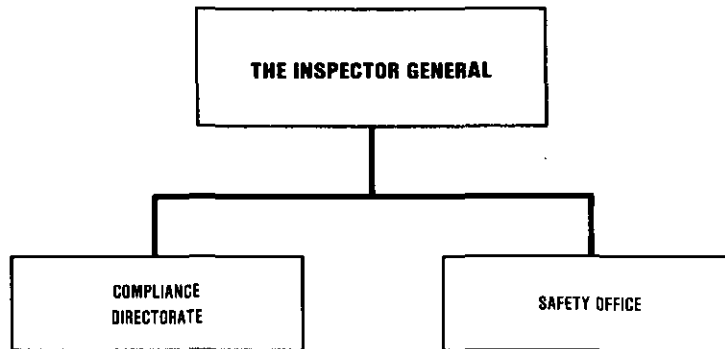 THE INSPECTOR GENERAL
COMPLIANCE
DIRECTORATE
SAFETY OFFICE